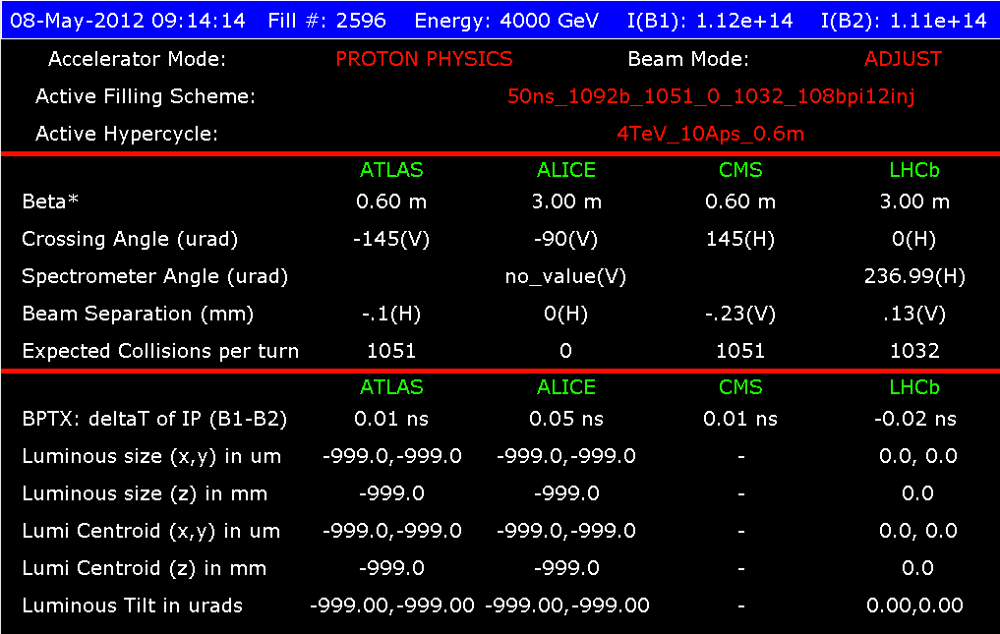 08-May-2012 09:14:14 Fill #: 2596 Energy: 4000 GeV I(B1): 1.12e+14 I(B2): 1.11e+14
Accelerator Mode: PROTON PHYSICS Beam Mode: ADJUST
Active Filling Scheme: 50ns_1092b_1051_0_1032_108bpi12inj
Active Hypercycle: 4TeV_10Aps_0.6m
ATLAS ALICE CMS LHCb
Beta* 0.60 m 3.00 m 0.60 m 3.00 m
Crossing Angle (urad) -145(V) -90(V) 145(H) 0(H)
Spectrometer Angle (urad) no_value(V) 236.99(H)
Beam Separation (mm) -.1(H) 0(H) -.23(V) .13(V)
Expected Collisions per turn 1051 0 1051 1032
ATLAS ALICE CMS LHCb
BPTX: deltaT of IP (B1-B2) 0.01 ns 0.05 ns 0.01 ns -0.02 ns
Luminous size (x,y) in um -999.0,-999.0 -999.0,-999.0 - 0.0, 0.0
Luminous size (z) in mm -999.0 -999.0 - 0.0
Lumi Centroid (x,y) in um -999.0,-999.0 -999.0,-999.0 - 0.0, 0.0
Lumi Centroid (z) in mm -999.0 -999.0 - 0.0
Luminous Tilt in urads -999.00,-999.00 -999.00,-999.00 - 0.00,0.00